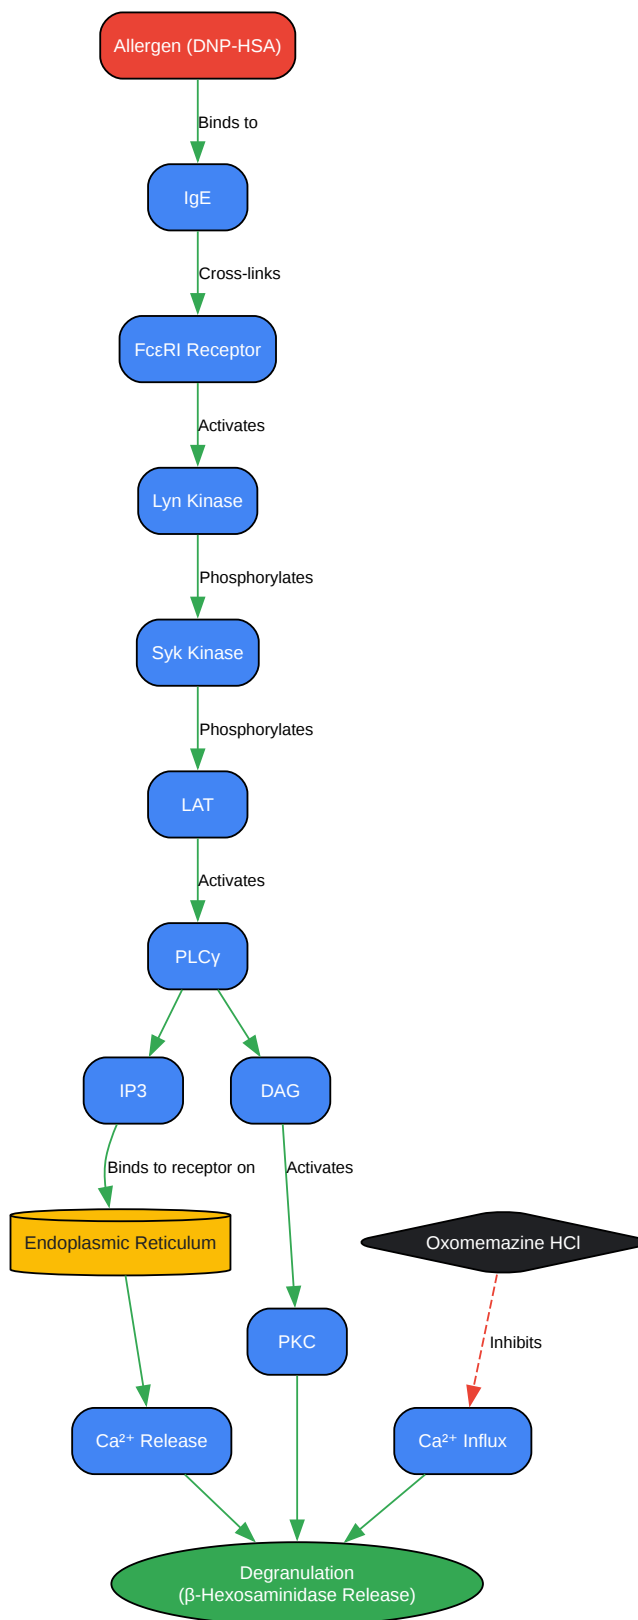 Allergen (DNP-HSA)
Binds to
IgE
Cross-links
FcεRI Receptor
Activates
Lyn Kinase
Phosphorylates
Syk Kinase
Phosphorylates
LAT
Activates
PLCγ
IP3
DAG
Binds to receptor on
Activates
Endoplasmic Reticulum
Oxomemazine HCl
PKC
Inhibits
Ca²⁺ Release
Ca²⁺ Influx
Degranulation
(β-Hexosaminidase Release)